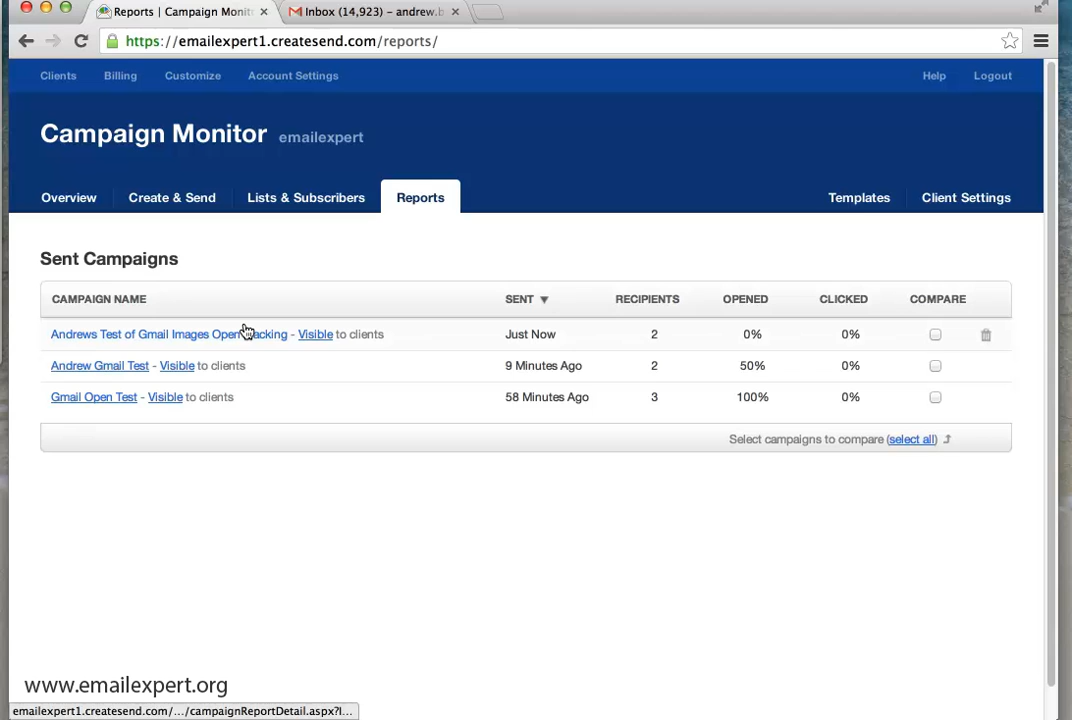 Reports | Campaign Monit
Inbox (14,923) – andrew.b
https://emailexpert1.createsend.com/reports/
Clients Billing Customize Account Settings Help Logout
Campaign Monitor emailexpert
Overview Create & Send Lists & Subscribers Reports Templates Client Settings
Sent Campaigns
CAMPAIGN NAME SENT ▼ RECIPIENTS OPENED CLICKED COMPARE
Andrews Test of Gmail Images Open acking - Visible to clients Just Now 2 0% 0%
Andrew Gmail Test - Visible to clients 9 Minutes Ago 2 50% 0%
Gmail Open Test - Visible to clients 58 Minutes Ago 3 100% 0%
Select campaigns to compare (select all)
www.emailexpert.org
emailexpert1.createsend.com/.../campaignReportDetail.aspx?l...